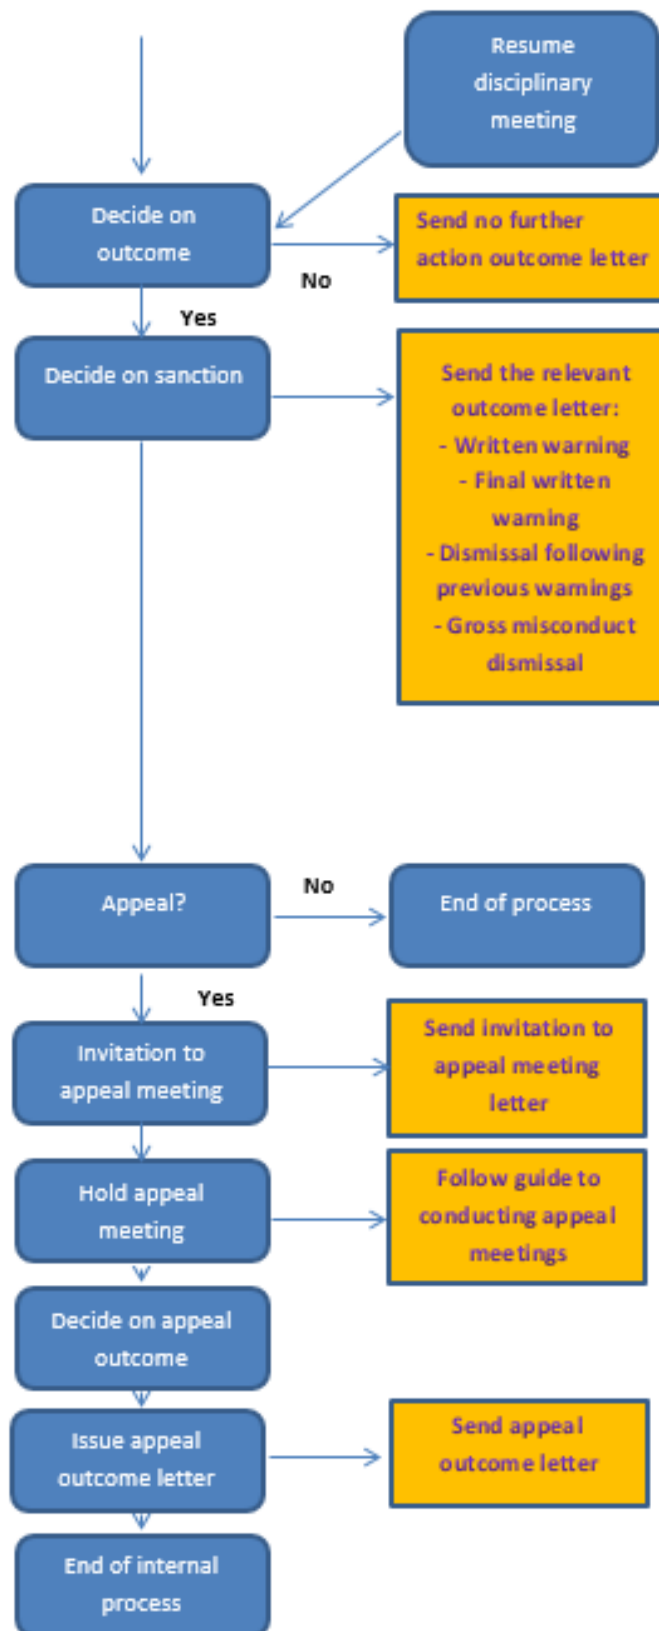 Resume
disciplinary
meeting
Decide on
outcome
No
Send no further
action outcome letter
Yes
Decide on sanction
Send the relevant
outcome letter:
- Written warning
- Final written
warning
- Dismissal following
previous warnings
- Gross misconduct
dismissal
Appeal?
No
End of process
Yes
Invitation to
appeal meeting
Send invitation to
appeal meeting
letter
Hold appeal
meeting
Follow guide to
conducting appeal
meetings
Decide on appeal
outcome
Issue appeal
outcome letter
Send appeal
outcome letter
End of internal
process